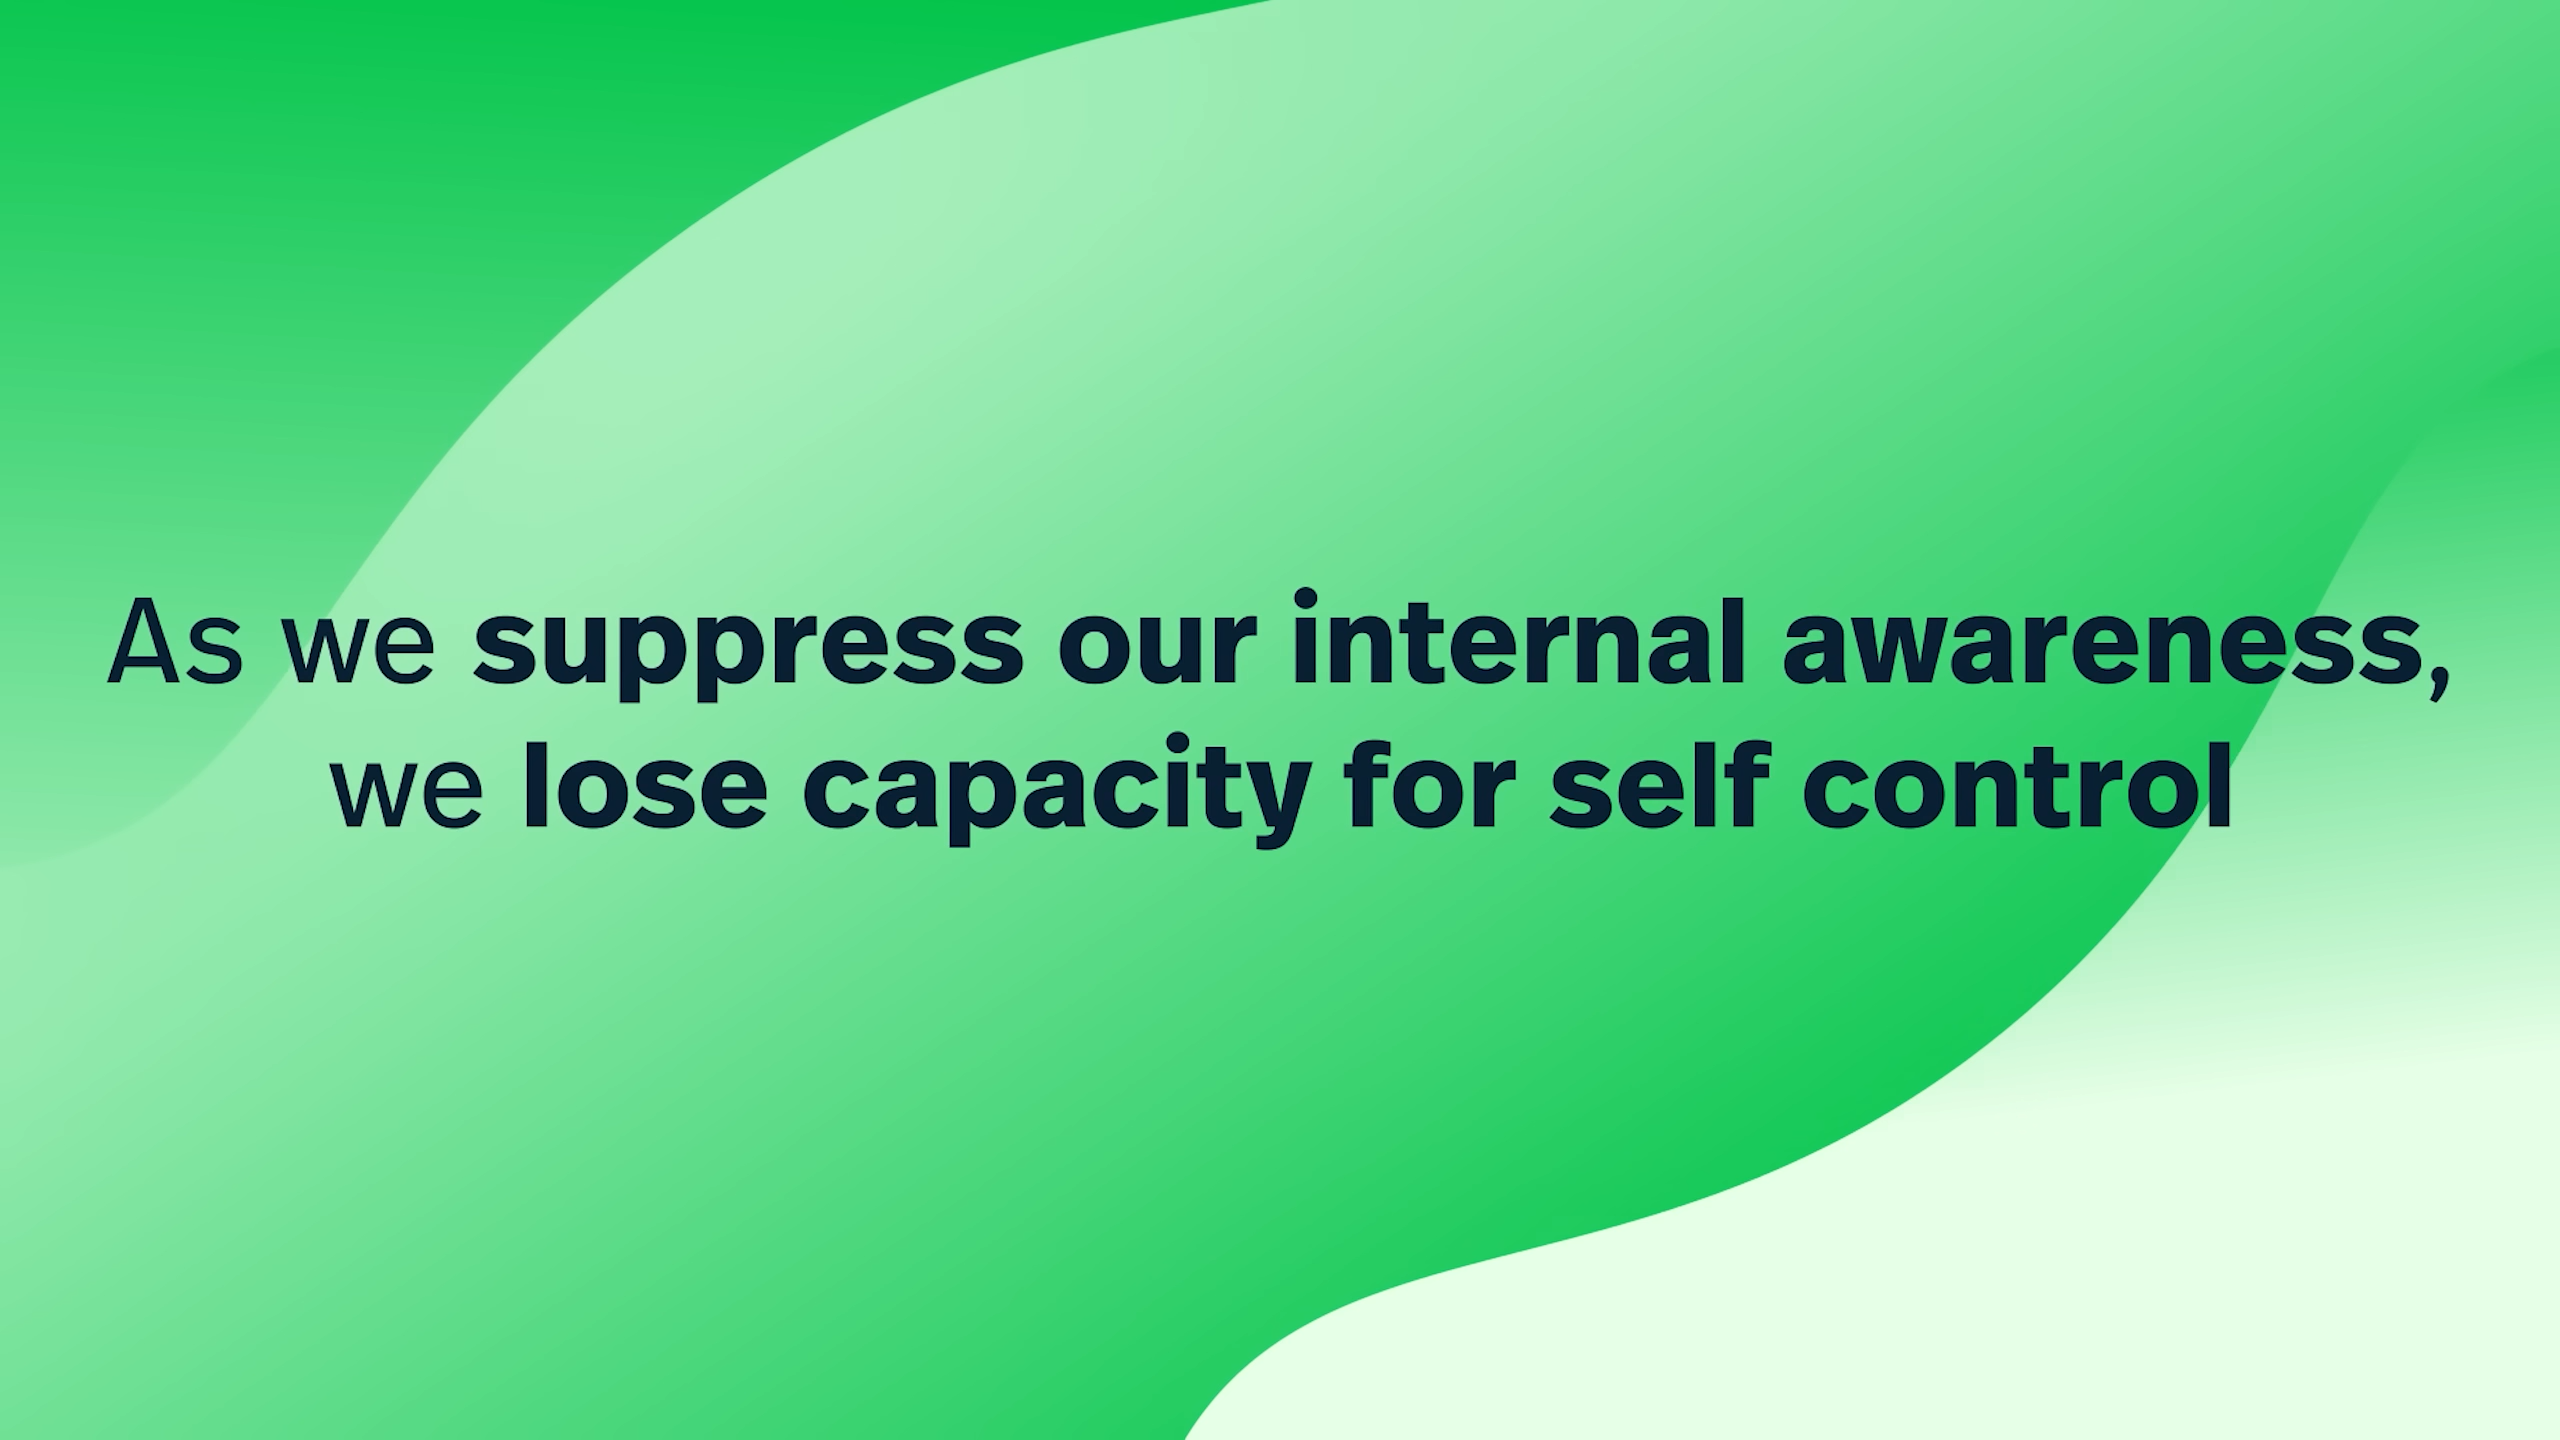 As we suppress our internal awareness,
we lose capacity for self control